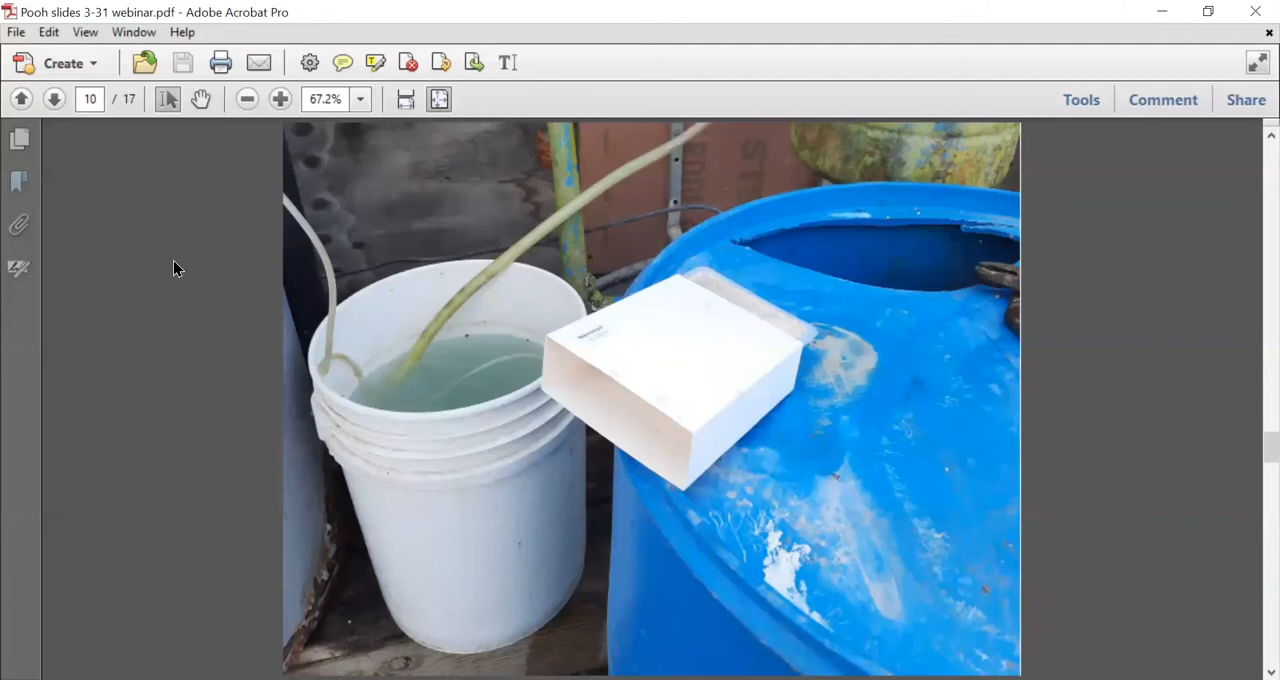 Pooh slides 3-31 webinar.pdf - Adobe Acrobat Pro
File Edit View Window Help
Create
10 / 17 67.2% Tools Comment Share